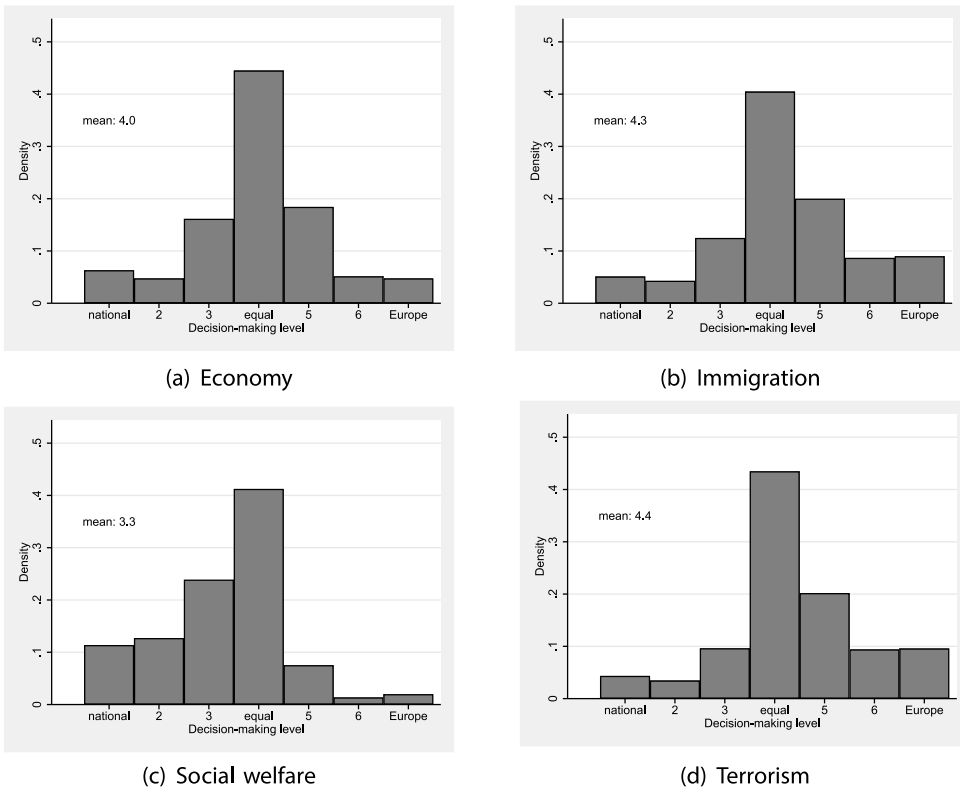 .5
.4
mean: 4.0
.3
Density
.2
.1
0
national 2 3 equal 5 6 Europe
Decision-making level
(a) Economy
.5
.4
mean: 4.3
.3
Density
.2
.1
0
national 2 3 equal 5 6 Europe
Decision-making level
(b) Immigration
.5
.4
mean: 3.3
.3
Density
.2
.1
0
national 2 3 equal 5 6 Europe
Decision-making level
(c) Social welfare
.5
.4
mean: 4.4
.3
Density
.2
.1
0
national 2 3 equal 5 6 Europe
Decision-making level
(d) Terrorism